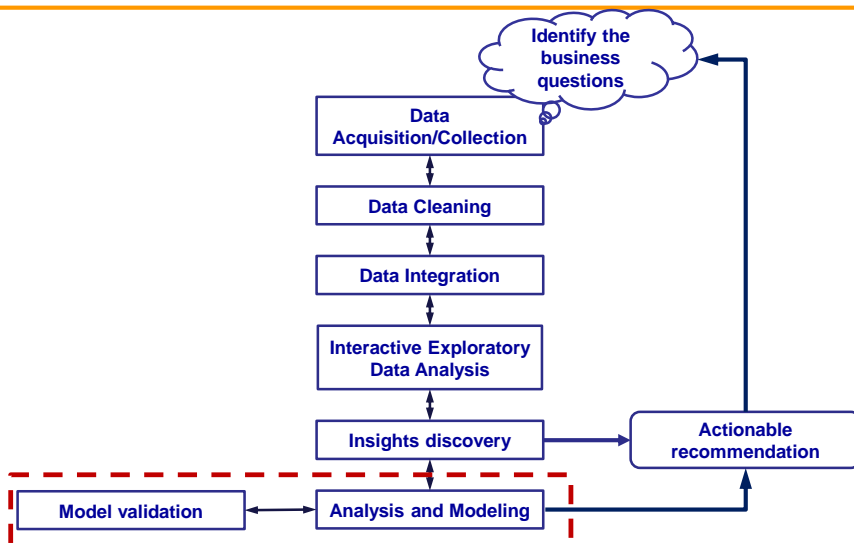 Identify the
business
questions
Data
Acquisition/Collection
Data Cleaning
Data Integration
Interactive Exploratory
Data Analysis
Insights discovery
Actionable
recommendation
Model validation
Analysis and Modeling